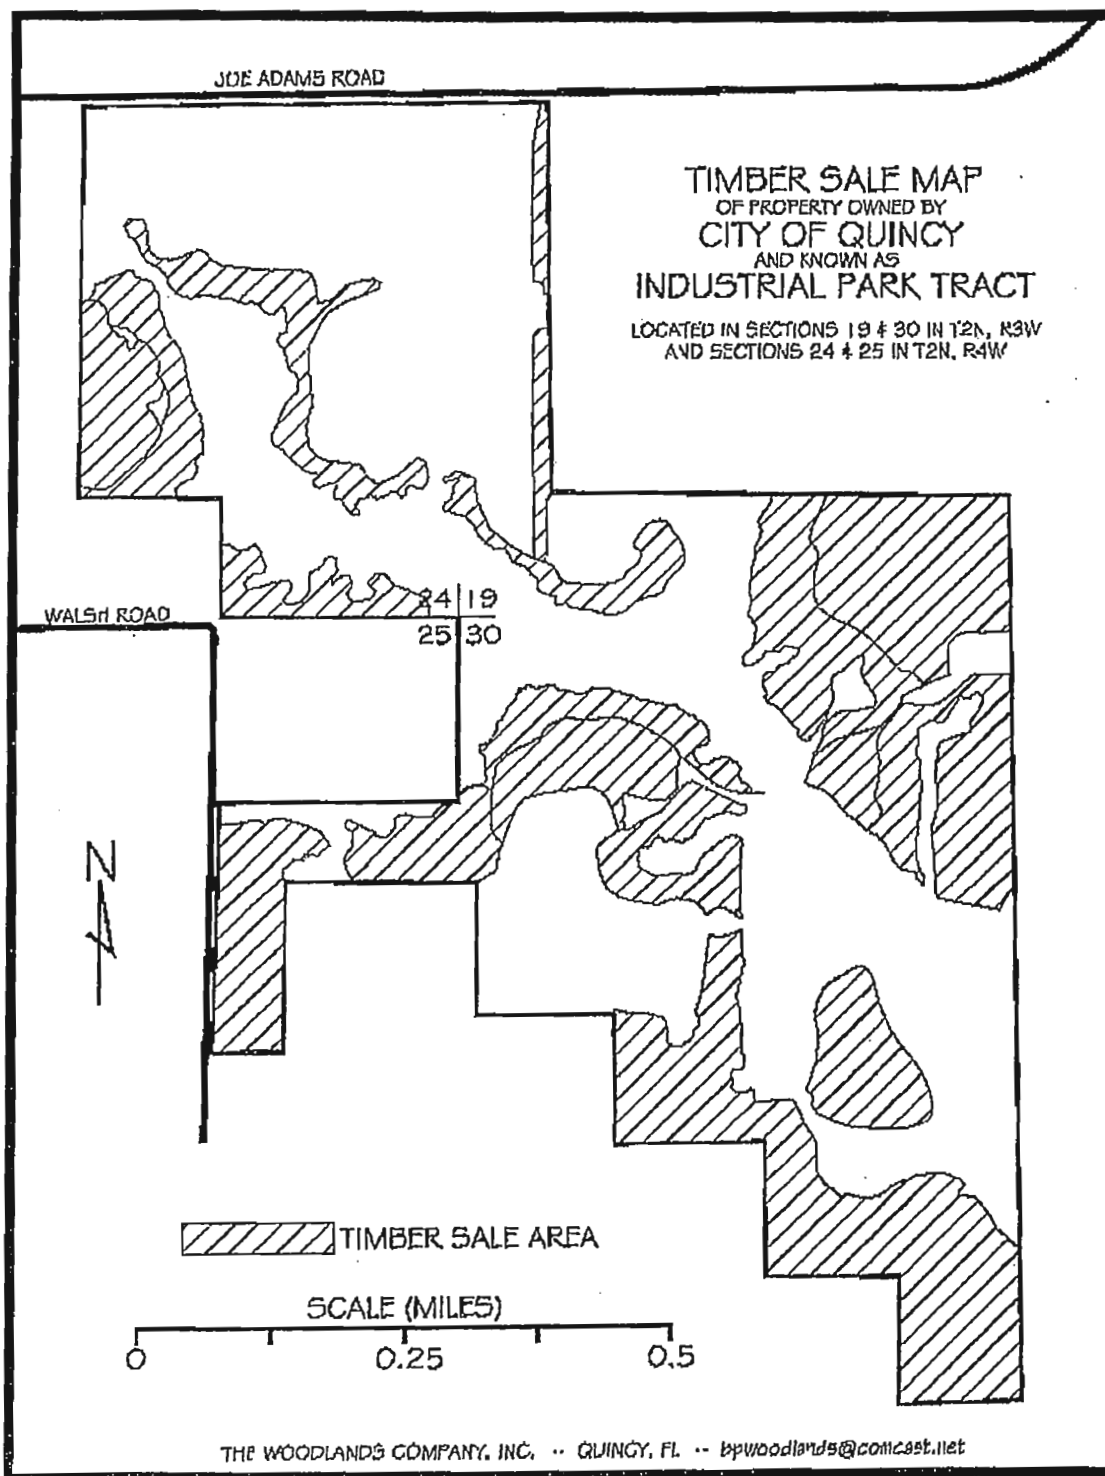 JOE ADAMS ROAD
TIMBER SALE MAP
OF PROPERTY OWNED BY
CITY OF QUINCY
AND KNOWN AS
INDUSTRIAL PARK TRACT
LOCATED IN SECTIONS 19 & 30 IN T2N, R3W
AND SECTIONS 24 & 25 IN T2N, R4W
24 19
25 30
WALSH ROAD
N
TIMBER SALE AREA
SCALE (MILES)
0 0.25 0.5
THE WOODLANDS COMPANY, INC. -- QUINCY, FL -- bpwoodlands@comcast.net